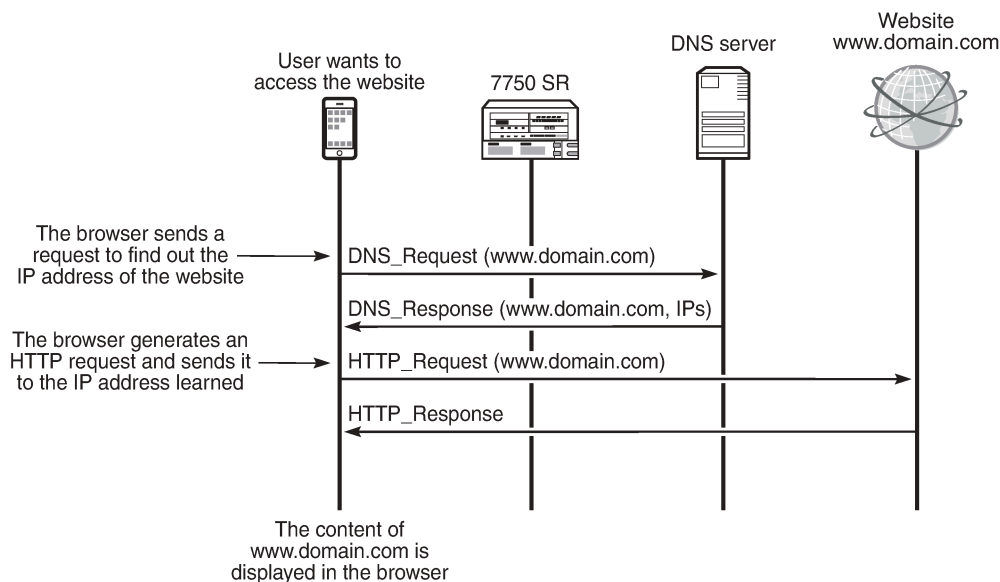 Website
www.domain.com
DNS server
User wants to
access the website
7750 SR
The browser sends a
request to find out the
IP address of the website
DNS_Request (www.domain.com)
DNS_Response (www.domain.com, IPs)
The browser generates an
HTTP request and sends it
to the IP address learned
HTTP_Request (www.domain.com)
HTTP_Response
The content of
www.domain.com is
displayed in the browser